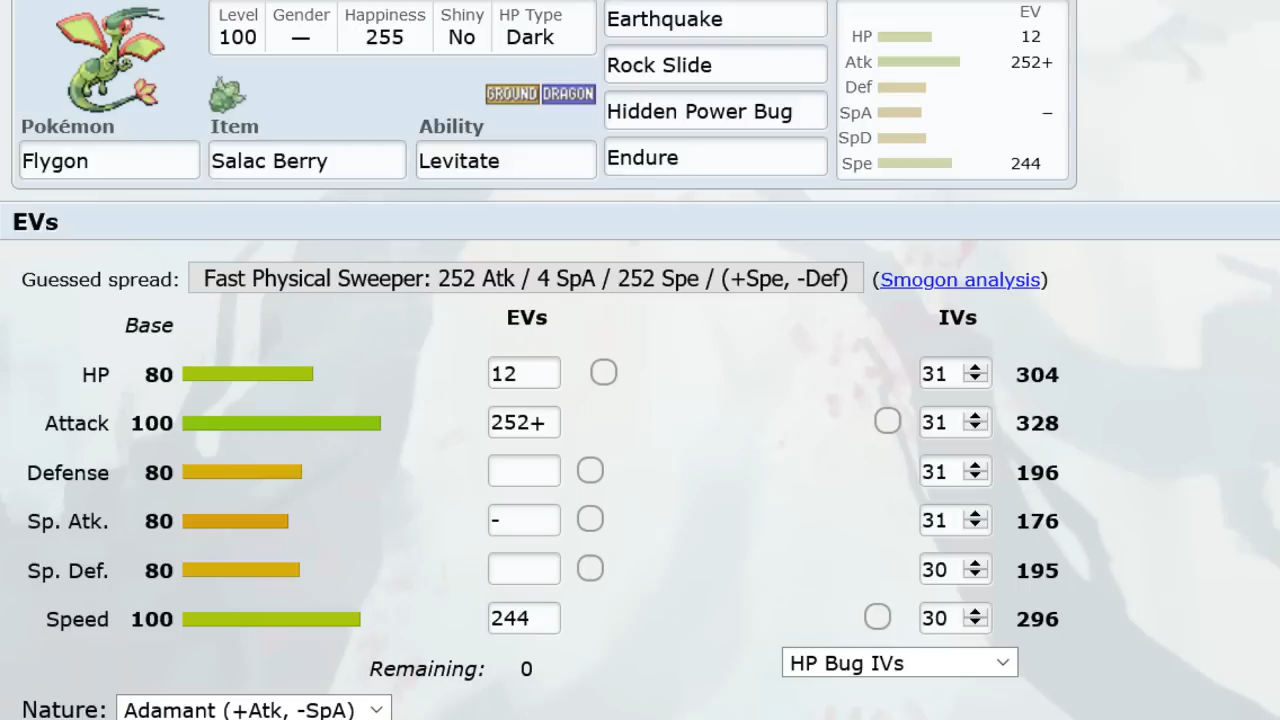 Level Gender Happiness Shiny HP Type
100 — 255 No Dark
GROUND DRAGON
Pokémon Item Ability
Flygon Salac Berry Levitate
Earthquake
Rock Slide
Hidden Power Bug
Endure
EV
HP 12
Atk 252+
Def
SpA –
SpD
Spe 244
EVs
Guessed spread: Fast Physical Sweeper: 252 Atk / 4 SpA / 252 Spe / (+Spe, -Def) (Smogon analysis)
Base EVs IVs
HP 80 12 31 304
Attack 100 252+ 31 328
Defense 80 31 196
Sp. Atk. 80 - 31 176
Sp. Def. 80 30 195
Speed 100 244 30 296
Remaining: 0 HP Bug IVs
Nature: Adamant (+Atk, -SpA)